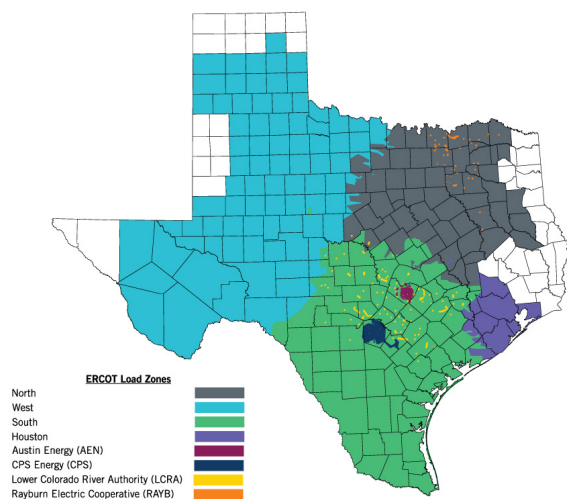 ERCOT Load Zones
North
West
South
Houston
Austin Energy (AEN)
CPS Energy (CPS)
Lower Colorado River Authority (LCRA)
Rayburn Electric Cooperative (RAYB)